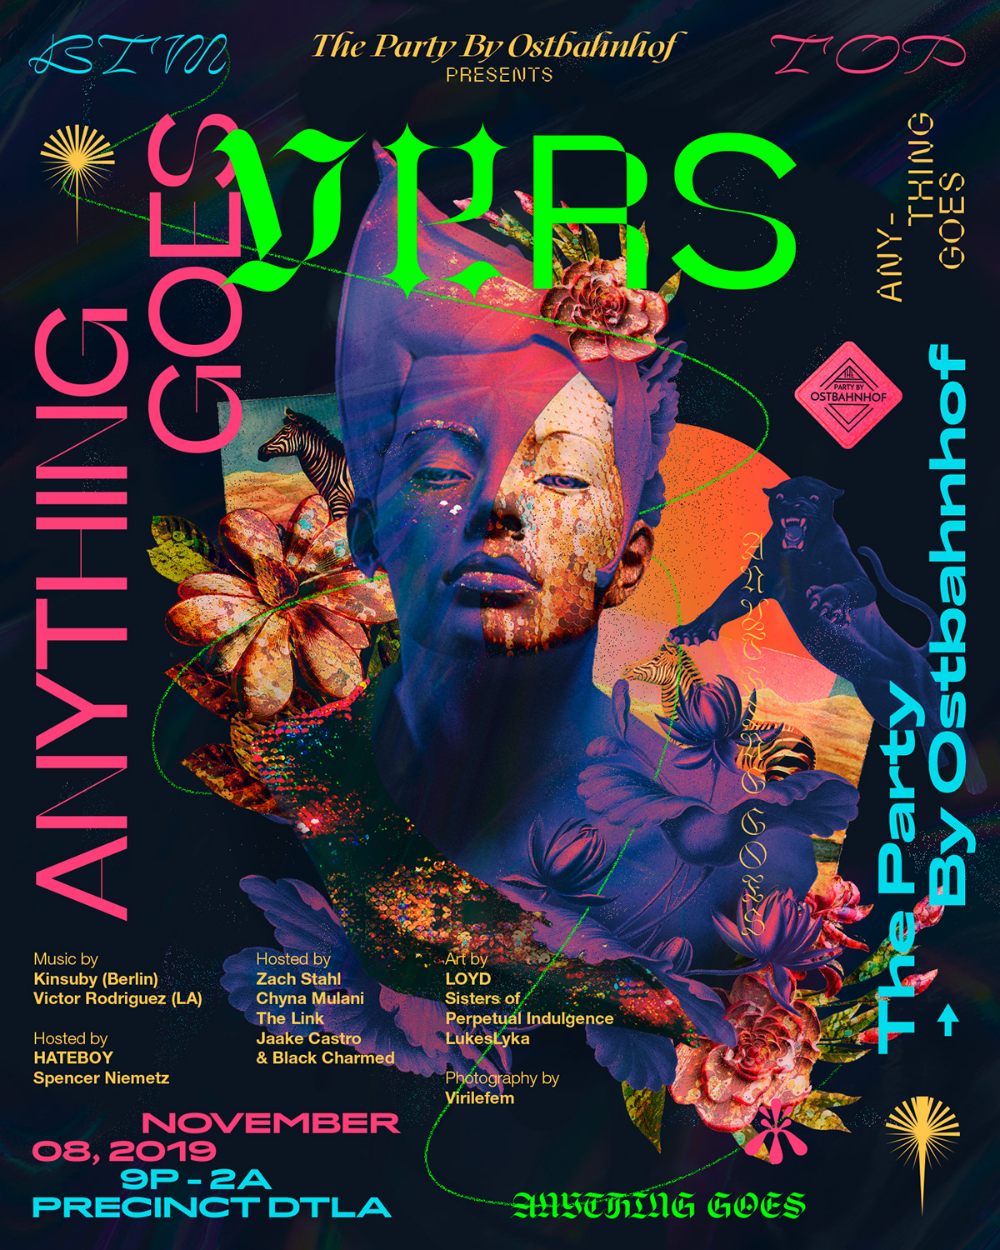 BTM
The Party By Ostbahnhof
PRESENTS
TOP
VERS
ANYTHING
GOES
ANY-
THING
GOES
THE
PARTY BY
OSTBAHNHOF
The Party
→ By Ostbahnhof
Music by
Kinsuby (Berlin)
Victor Rodriguez (LA)
Hosted by
HATEBOY
Spencer Niemetz
Hosted by
Zach Stahl
Chyna Mulani
The Link
Jaake Castro
& Black Charmed
Art by
LOYD
Sisters of
Perpetual Indulgence
LukesLyka
Photography by
Virilefem
NOVEMBER
08, 2019
9P - 2A
PRECINCT DTLA
ANYTHING GOES